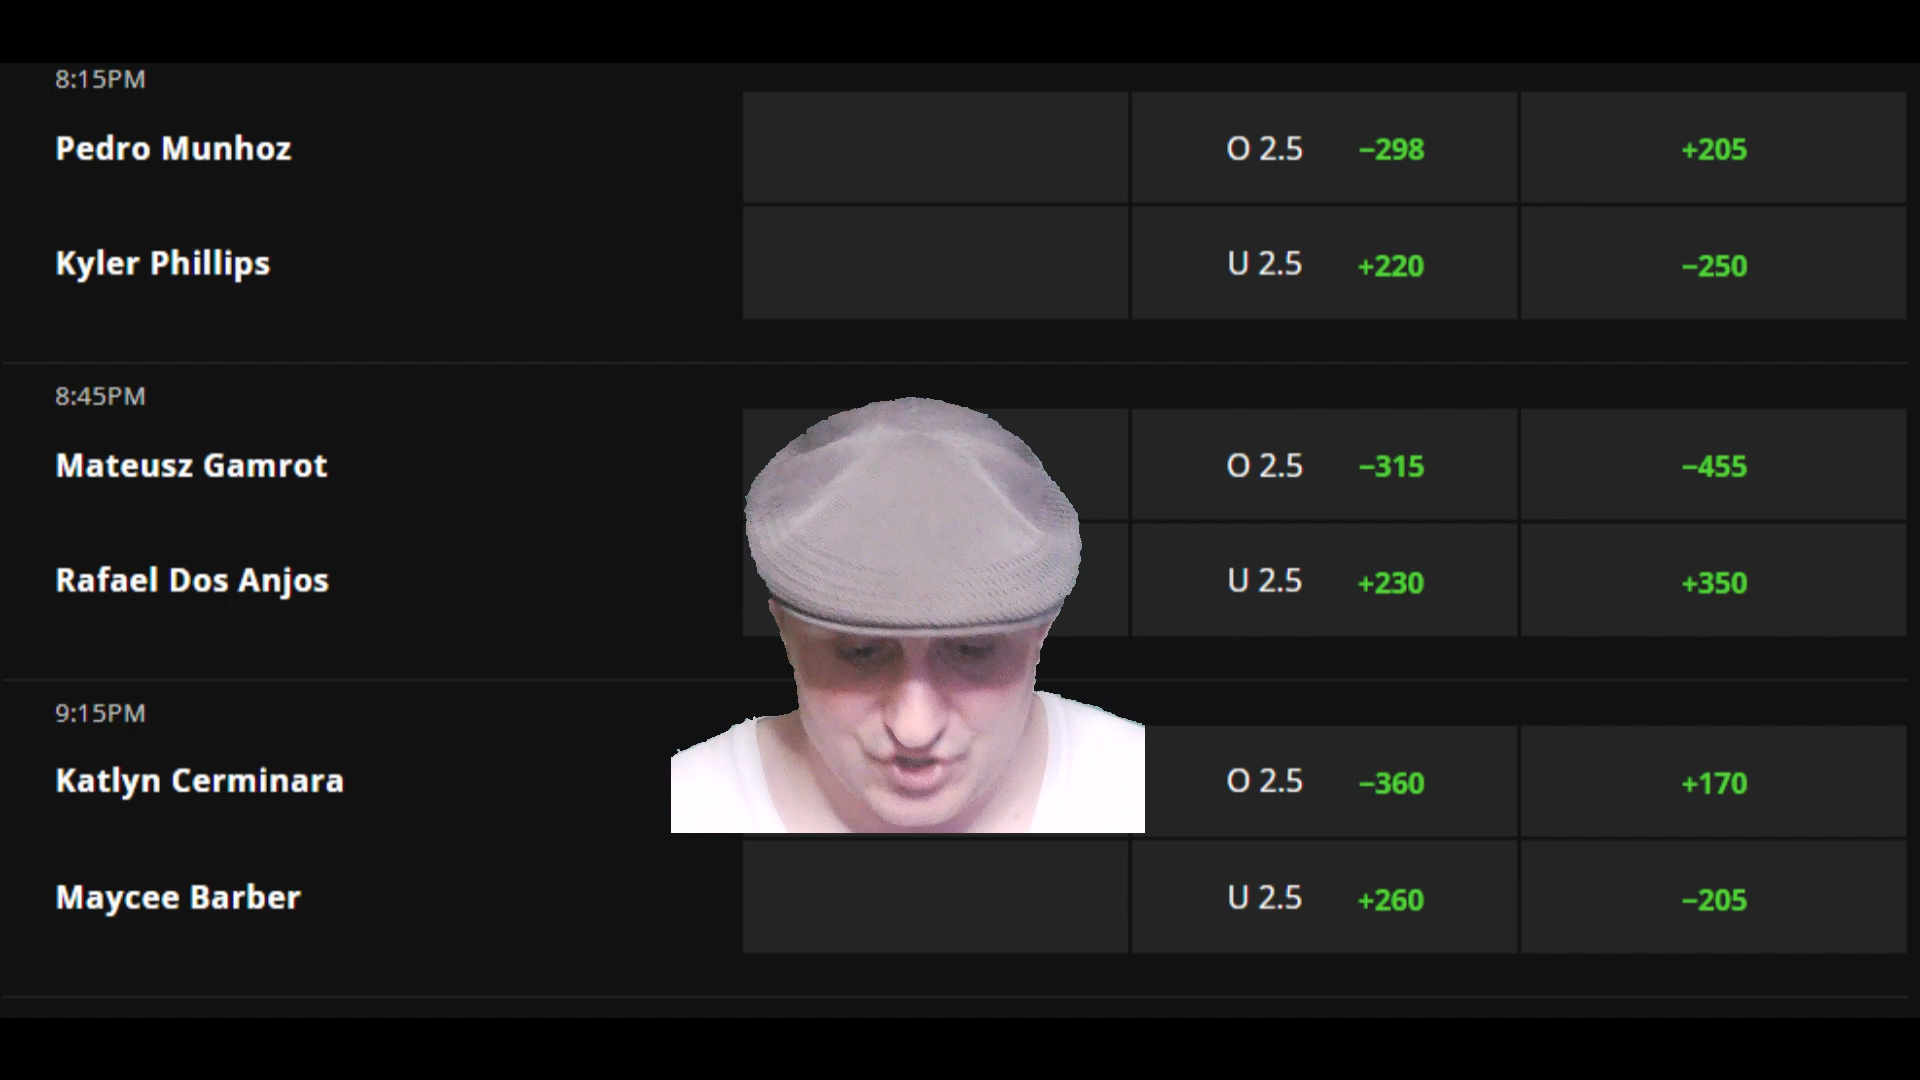 8:15PM
Pedro Munhoz O 2.5 −298 +205
Kyler Phillips U 2.5 +220 −250
8:45PM
Mateusz Gamrot O 2.5 −315 −455
Rafael Dos Anjos U 2.5 +230 +350
9:15PM
Katlyn Cerminara O 2.5 −360 +170
Maycee Barber U 2.5 +260 −205